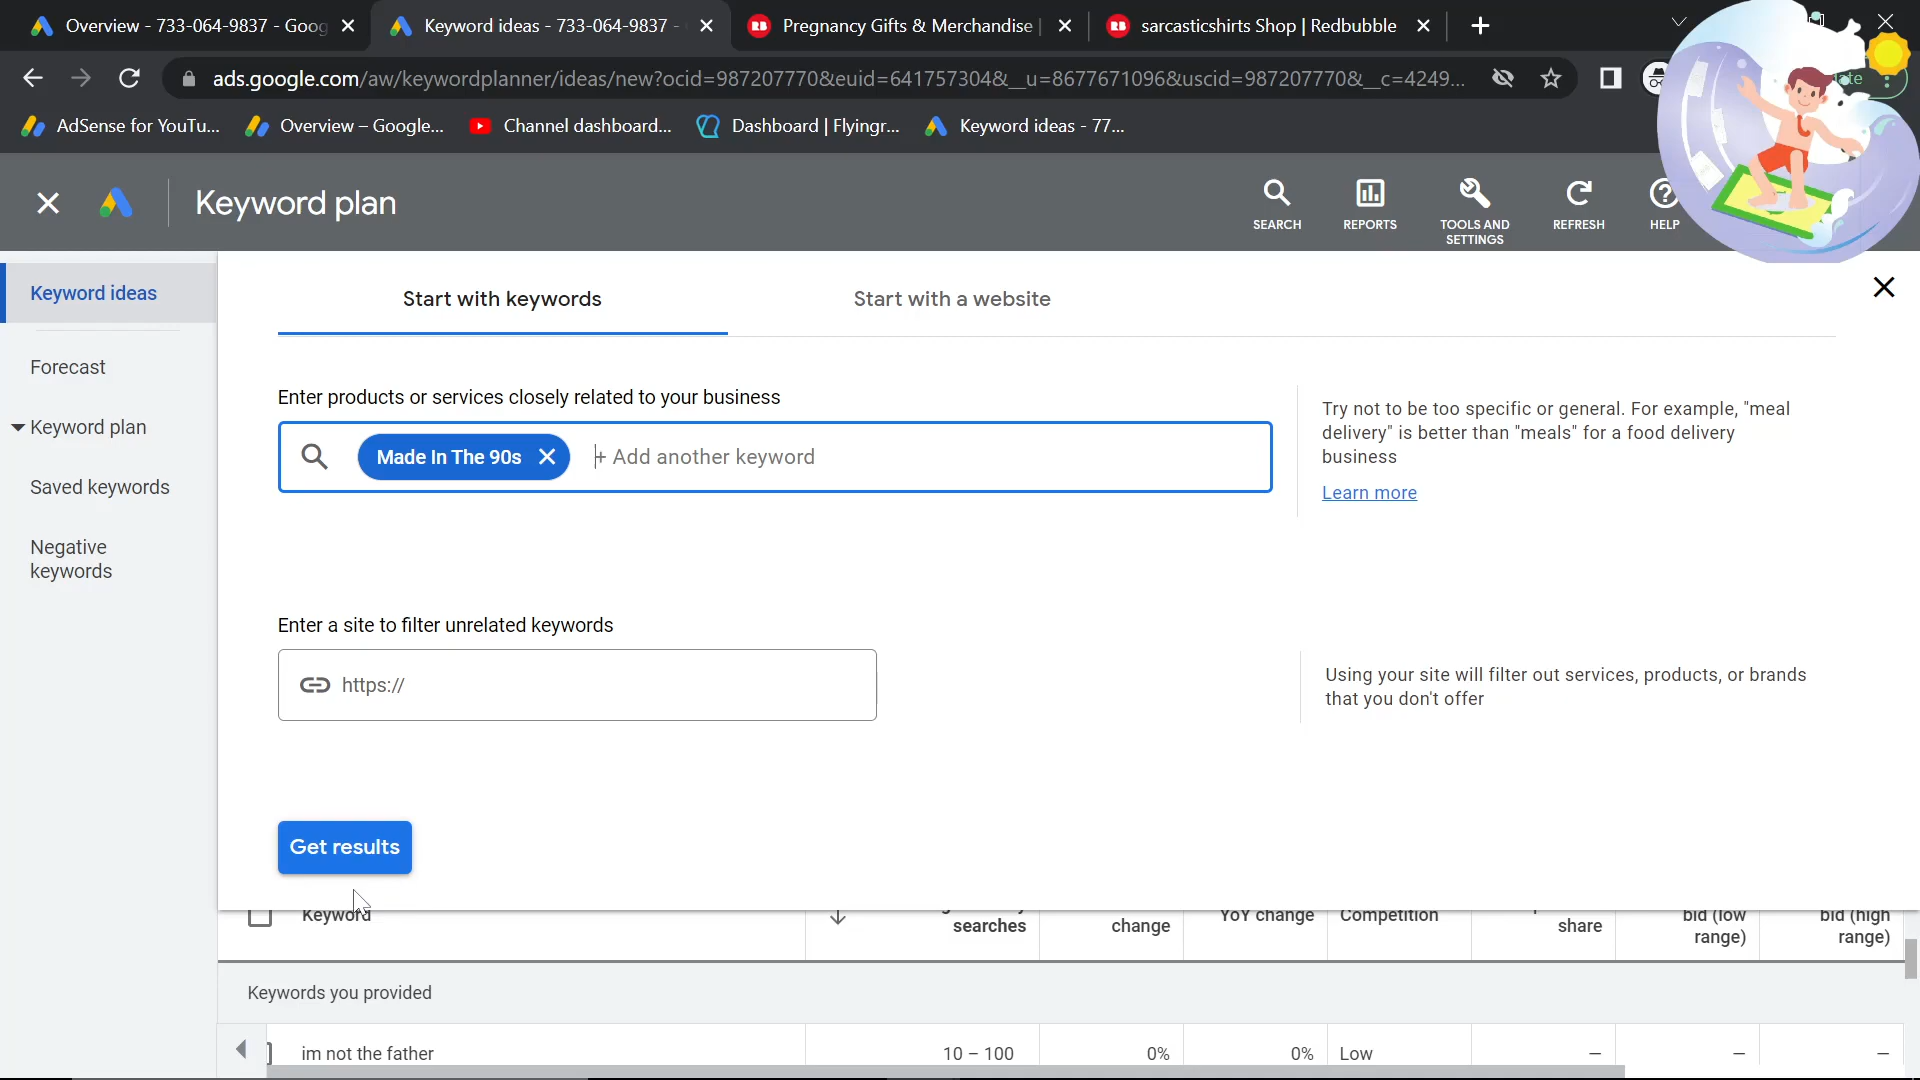 Overview - 733-064-9837 - Goog
Keyword ideas - 733-064-9837 -
Pregnancy Gifts & Merchandise |
sarcasticshirts Shop | Redbubble
ads.google.com/aw/keywordplanner/ideas/new?ocid=987207770&euid=641757304&__u=8677671096&uscid=987207770&__c=4249...
AdSense for YouTu...
Overview – Google...
Channel dashboard...
Dashboard | Flyingr...
Keyword ideas - 77...
Keyword plan
SEARCH
REPORTS
TOOLS AND
SETTINGS
REFRESH
HELP
Keyword ideas
Forecast
Keyword plan
Saved keywords
Negative
keywords
Start with keywords
Start with a website
Enter products or services closely related to your business
Made In The 90s
+ Add another keyword
Try not to be too specific or general. For example, "meal
delivery" is better than "meals" for a food delivery
business
Learn more
Enter a site to filter unrelated keywords
https://
Using your site will filter out services, products, or brands
that you don't offer
Get results
Keyword
searches
change
YoY change
Competition
share
bid (low
range)
bid (high
range)
Keywords you provided
im not the father
10 – 100
0%
0%
Low
–
–
–